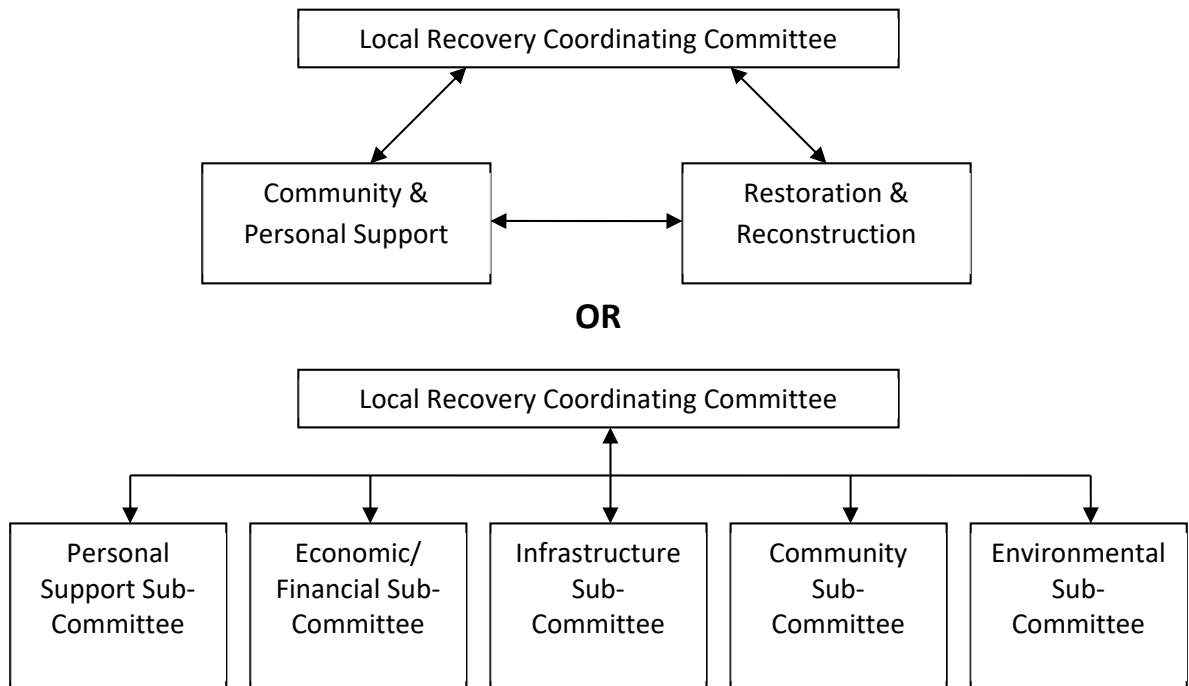 Local Recovery Coordinating Committee
Community &
Personal Support
Restoration &
Reconstruction
OR
Local Recovery Coordinating Committee
Personal
Support Sub-
Committee
Economic/
Financial Sub-
Committee
Infrastructure
Sub-
Committee
Community
Sub-
Committee
Environmental
Sub-
Committee